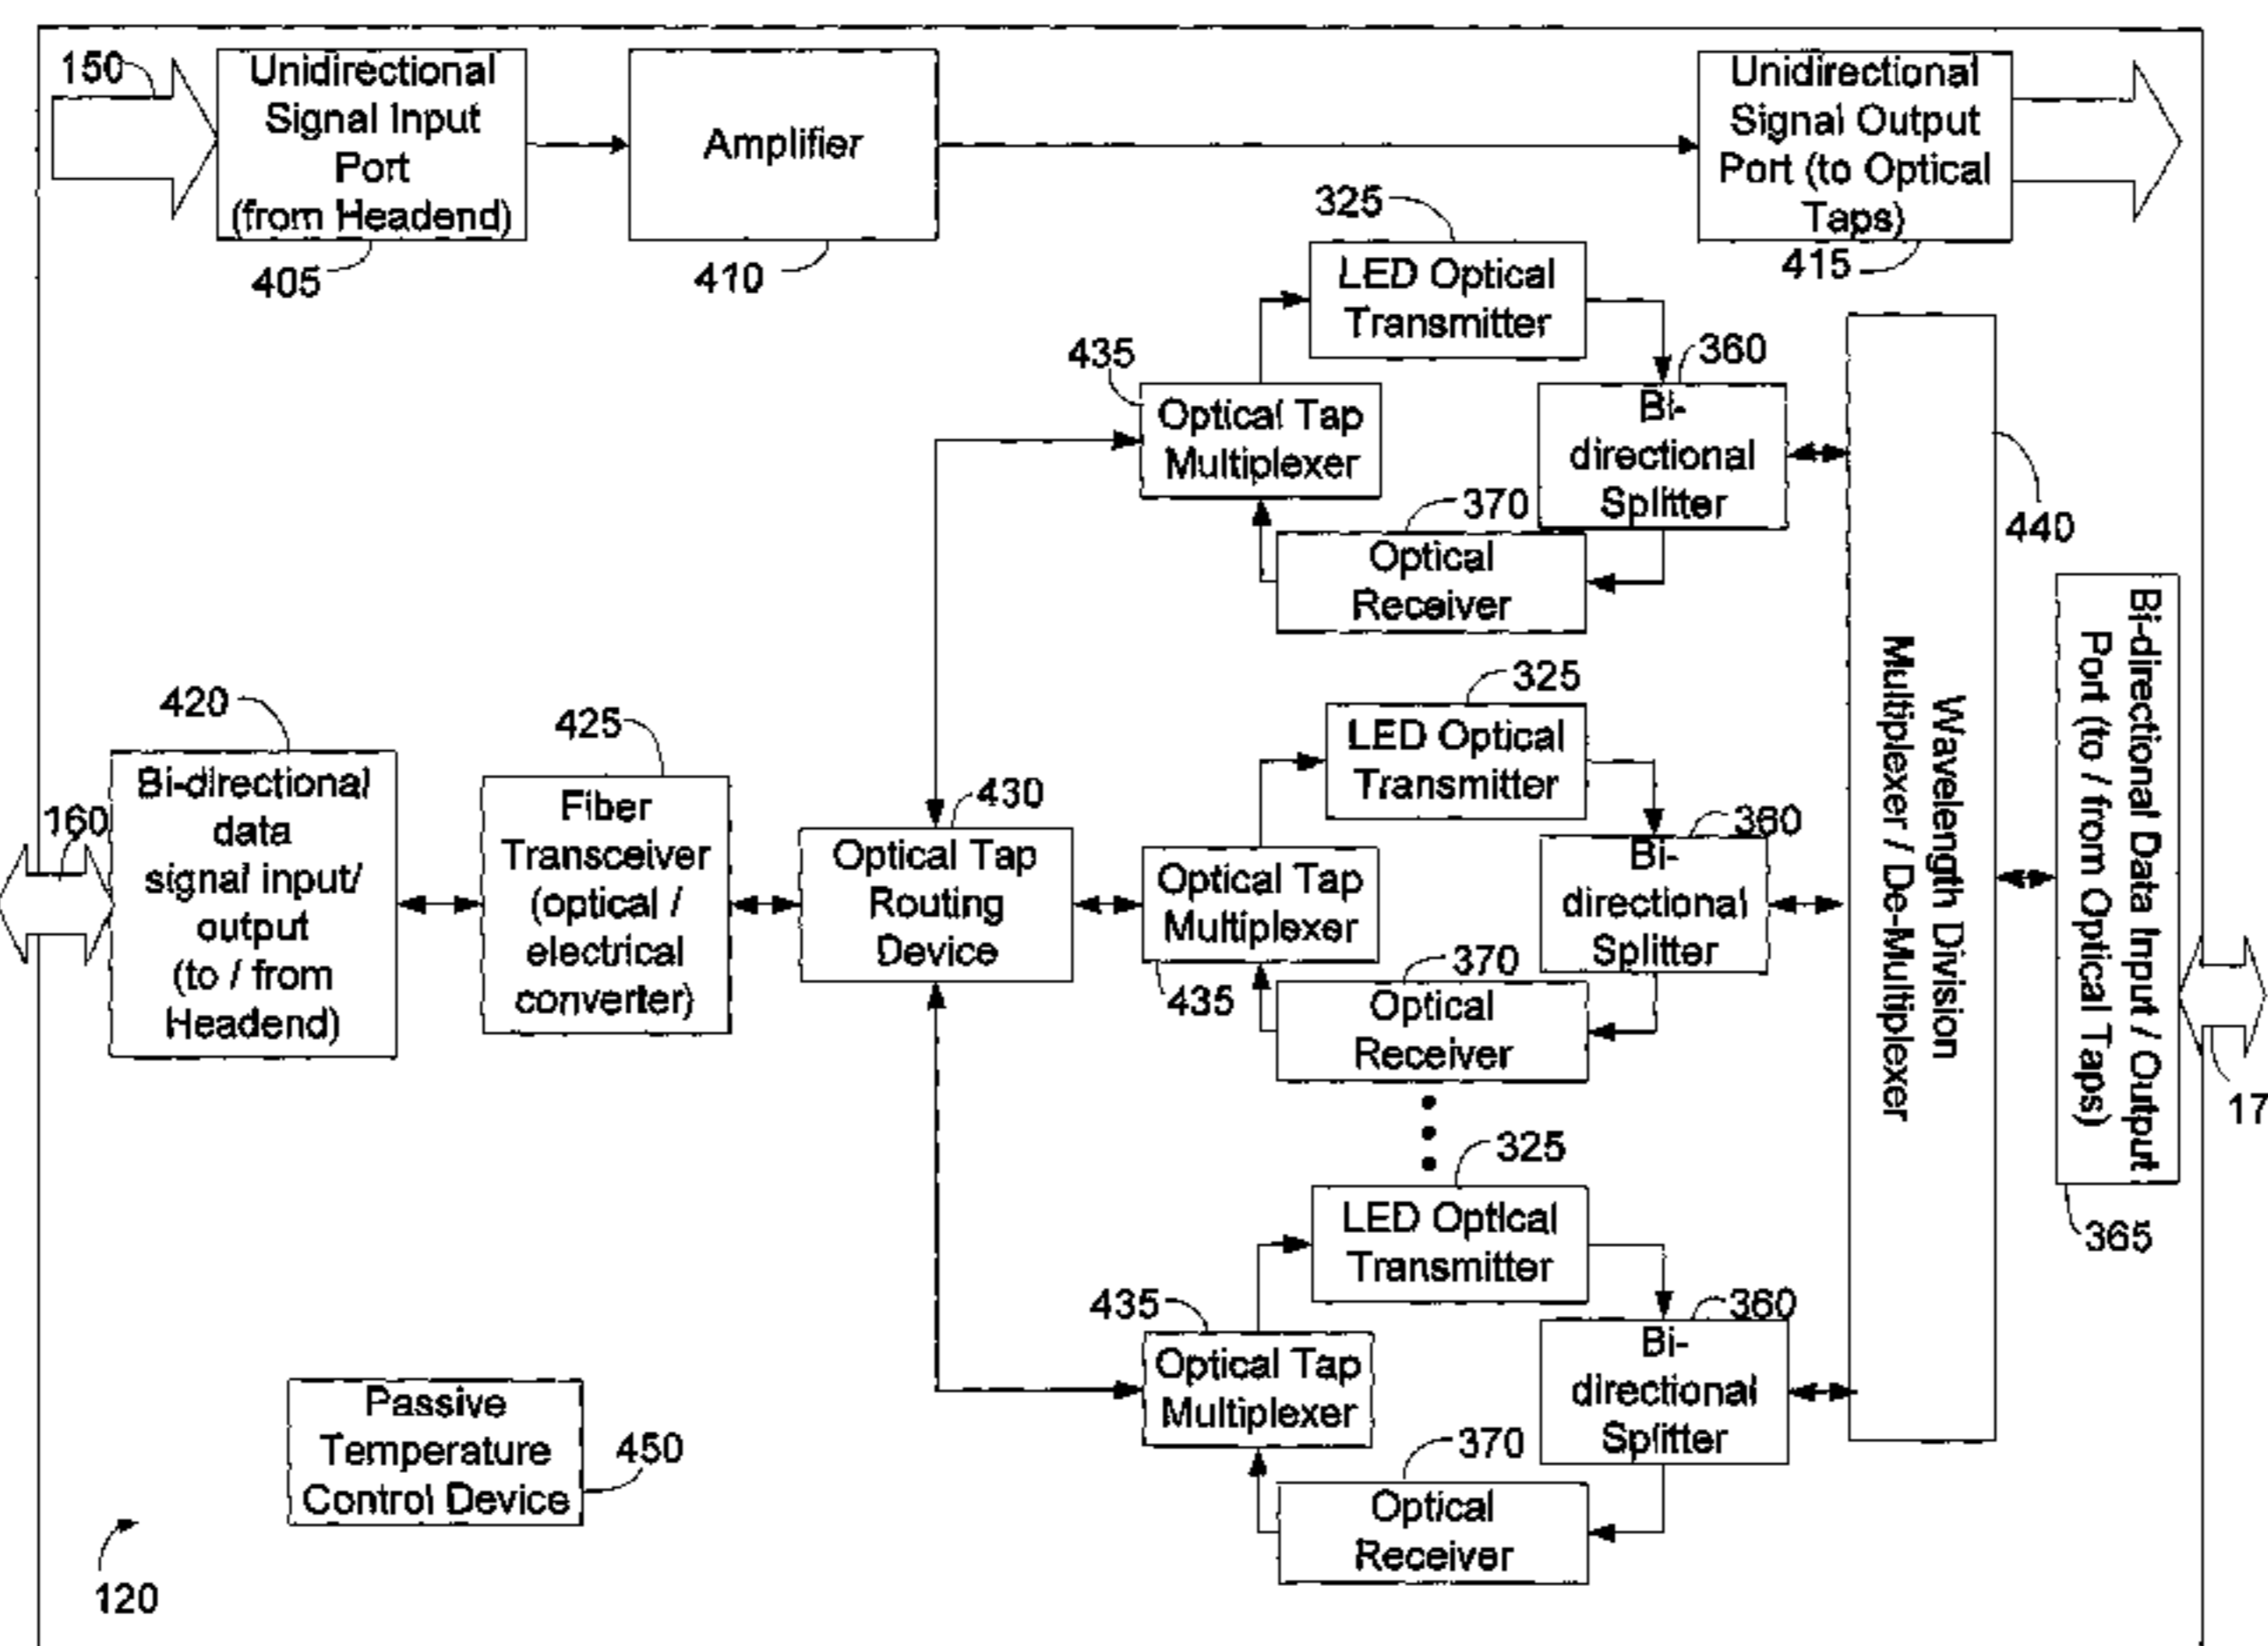 150
Unidirectional
Signal Input
Port
(from Headend)
405
Amplifier
410
Unidirectional
Signal Output
Port (to Optical
Taps)
415
325
LED Optical
Transmitter
435
Optical Tap
Multiplexer
360
Bi-
directional
Splitter
370
Optical
Receiver
440
Wavelength Division
Multiplexer / De-Multiplexer
Bi-directional Data Input / Output
Port (to / from Optical Taps)
365
17
420
Bi-directional
data
signal input/
output
(to / from
Headend)
160
425
Fiber
Transceiver
(optical /
electrical
converter)
430
Optical Tap
Routing
Device
325
LED Optical
Transmitter
Optical Tap
Multiplexer
435
360
Bi-
directional
Splitter
370
Optical
Receiver
325
LED Optical
Transmitter
435
Optical Tap
Multiplexer
360
Bi-
directional
Splitter
370
Optical
Receiver
Passive
Temperature
Control Device
450
120